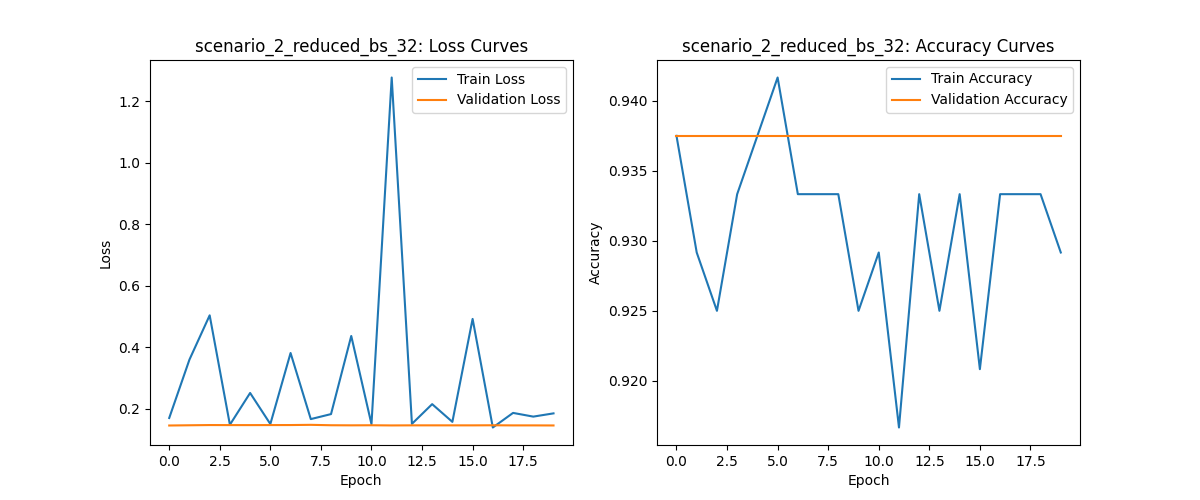 scenario_2_reduced_bs_32: Loss Curves
Train Loss
Validation Loss
1.2
1.0
0.8
0.6
0.4
0.2
Loss
0.0
2.5
5.0
7.5
10.0
12.5
15.0
17.5
Epoch
scenario_2_reduced_bs_32: Accuracy Curves
Train Accuracy
Validation Accuracy
0.940
0.935
0.930
0.925
0.920
Accuracy
0.0
2.5
5.0
7.5
10.0
12.5
15.0
17.5
Epoch